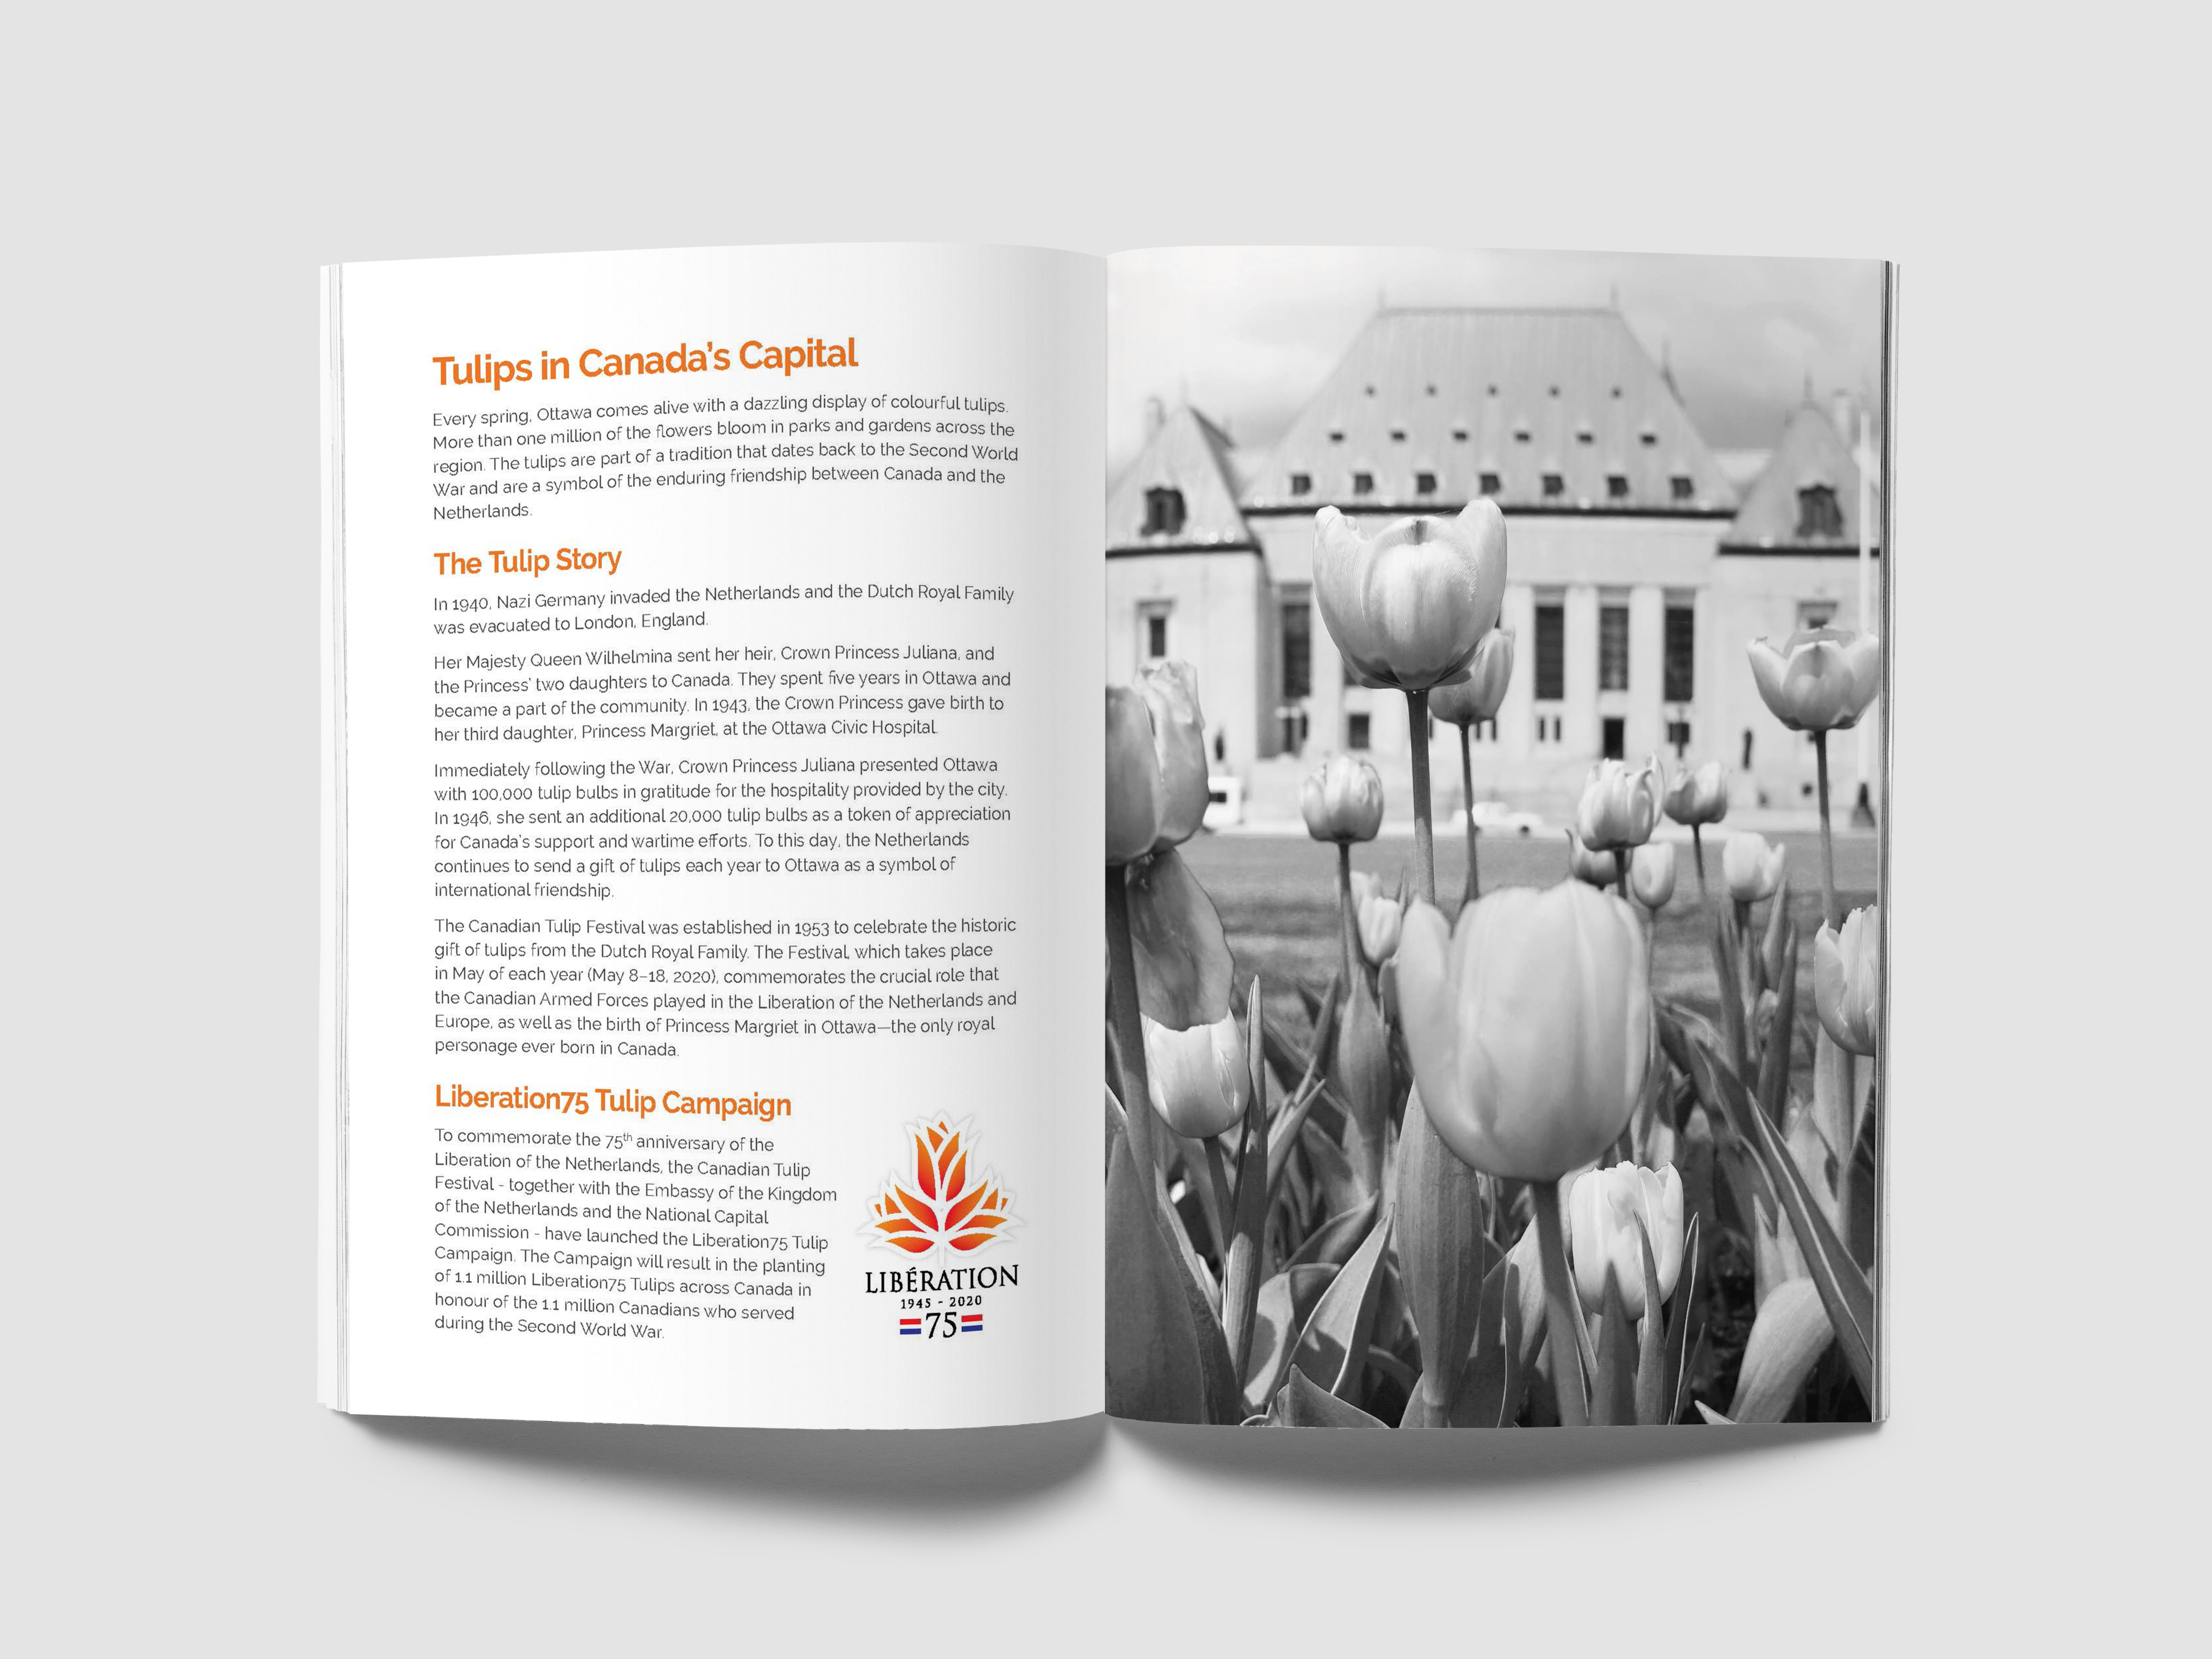 Tulips in Canada's Capital
Every spring, Ottawa comes alive with a dazzling display of colourful tulips.
More than one million of the flowers bloom in parks and gardens across the
region. The tulips are part of a tradition that dates back to the Second World
War and are a symbol of the enduring friendship between Canada and the
Netherlands.
The Tulip Story
In 1940, Nazi Germany invaded the Netherlands and the Dutch Royal Family
was evacuated to London, England.
Her Majesty Queen Wilhelmina sent her heir, Crown Princess Juliana, and
the Princess' two daughters to Canada. They spent five years in Ottawa and
became a part of the community. In 1943, the Crown Princess gave birth to
her third daughter, Princess Margriet, at the Ottawa Civic Hospital.
Immediately following the War, Crown Princess Juliana presented Ottawa
with 100,000 tulip bulbs in gratitude for the hospitality provided by the city.
In 1946, she sent an additional 20,000 tulip bulbs as a token of appreciation
for Canada's support and wartime efforts. To this day, the Netherlands
continues to send a gift of tulips each year to Ottawa as a symbol of
international friendship.
The Canadian Tulip Festival was established in 1953 to celebrate the historic
gift of tulips from the Dutch Royal Family. The Festival, which takes place
in May of each year (May 8–18, 2020), commemorates the crucial role that
the Canadian Armed Forces played in the Liberation of the Netherlands and
Europe, as well as the birth of Princess Margriet in Ottawa—the only royal
personage ever born in Canada.
Liberation75 Tulip Campaign
To commemorate the 75th anniversary of the
Liberation of the Netherlands, the Canadian Tulip
Festival - together with the Embassy of the Kingdom
of the Netherlands and the National Capital
Commission - have launched the Liberation75 Tulip
Campaign. The Campaign will result in the planting
of 1.1 million Liberation75 Tulips across Canada in
honour of the 1.1 million Canadians who served
during the Second World War.
LIBÉRATION
1945 - 2020
75